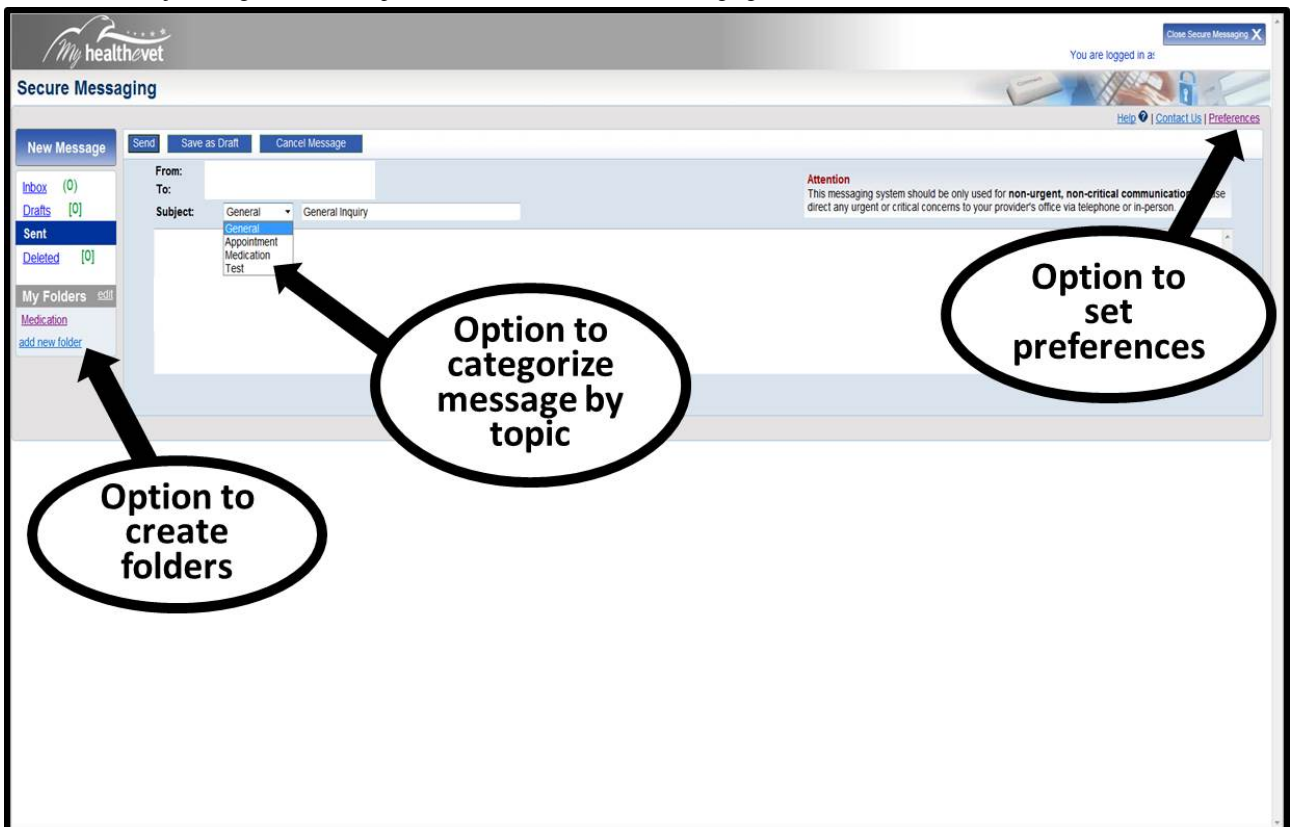 My healthevet
Close Secure Messaging X
You are logged in as
Secure Messaging
Help | Contact Us | Preferences
New Message
Send Save as Draft Cancel Message
From:
To:
Subject: General General Inquiry
General
Appointment
Medication
Test
Attention
This messaging system should be only used for non-urgent, non-critical communication
direct any urgent or critical concerns to your provider's office via telephone or in-person.
Inbox (0)
Drafts [0]
Sent
Deleted [0]
My Folders edit
Medication
add new folder
Option to
categorize
message by
topic
Option to
set
preferences
Option to
create
folders